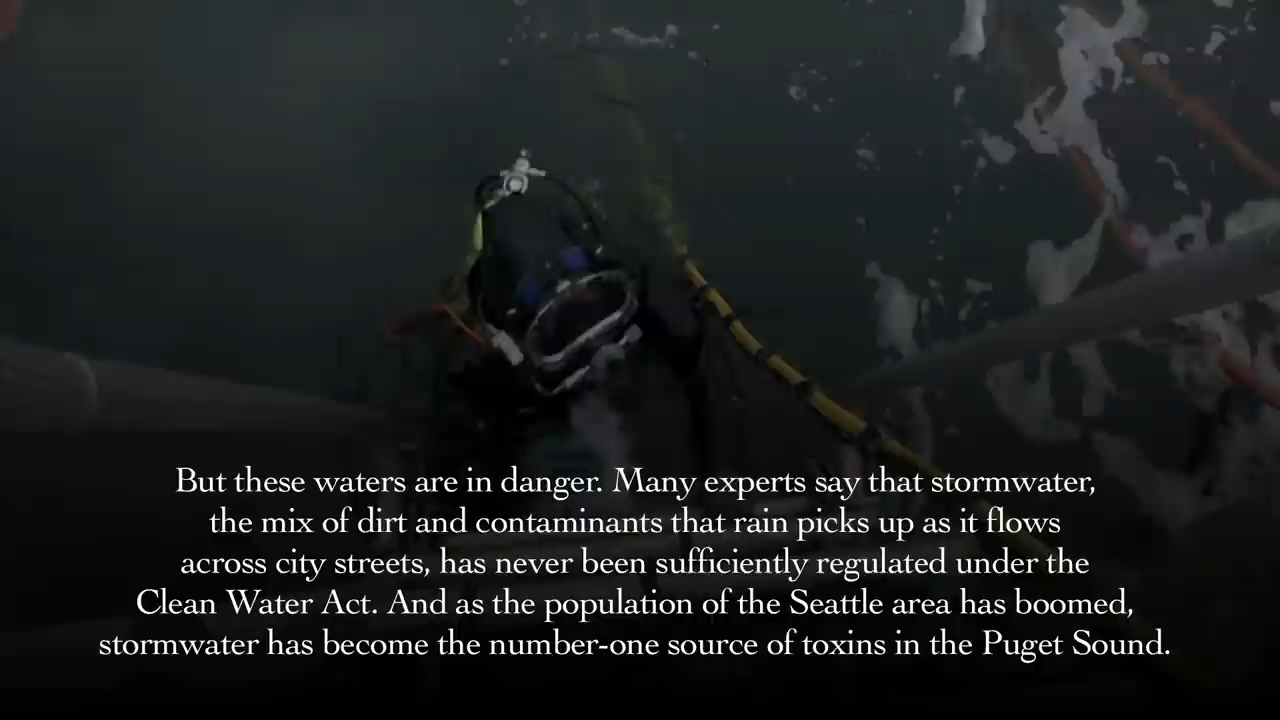 But these waters are in danger. Many experts say that stormwater,
the mix of dirt and contaminants that rain picks up as it flows
across city streets, has never been sufficiently regulated under the
Clean Water Act. And as the population of the Seattle area has boomed,
stormwater has become the number-one source of toxins in the Puget Sound.